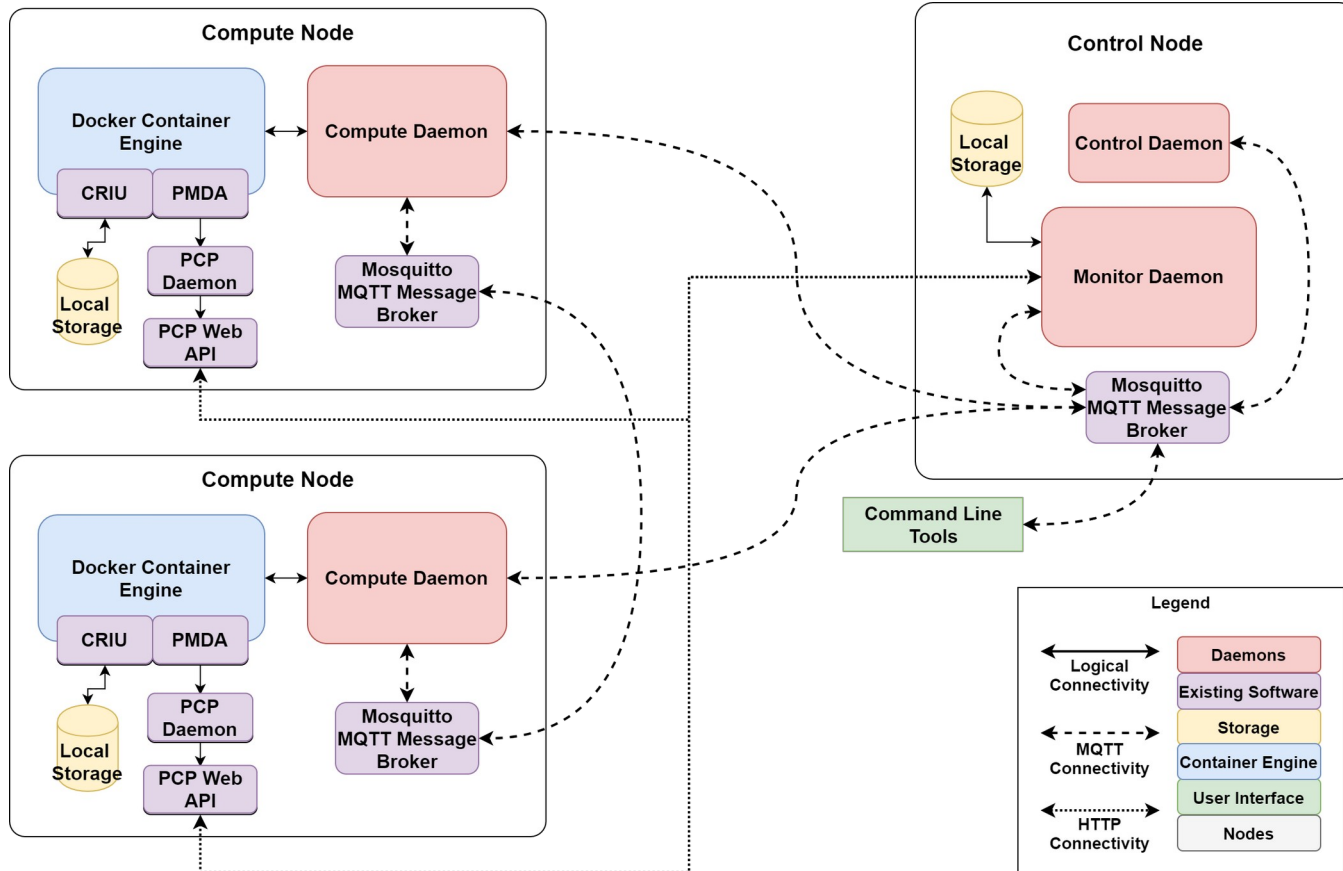 Compute Node
Docker Container
Engine
Compute Daemon
CRIU
PMDA
PCP
Daemon
Local
Storage
PCP Web
API
Mosquitto
MQTT Message
Broker
Control Node
Local
Storage
Control Daemon
Monitor Daemon
Mosquitto
MQTT Message
Broker
Compute Node
Docker Container
Engine
Compute Daemon
CRIU
PMDA
PCP
Daemon
Local
Storage
PCP Web
API
Mosquitto
MQTT Message
Broker
Command Line
Tools
Legend
Logical
Connectivity
MQTT
Connectivity
HTTP
Connectivity
Daemons
Existing Software
Storage
Container Engine
User Interface
Nodes